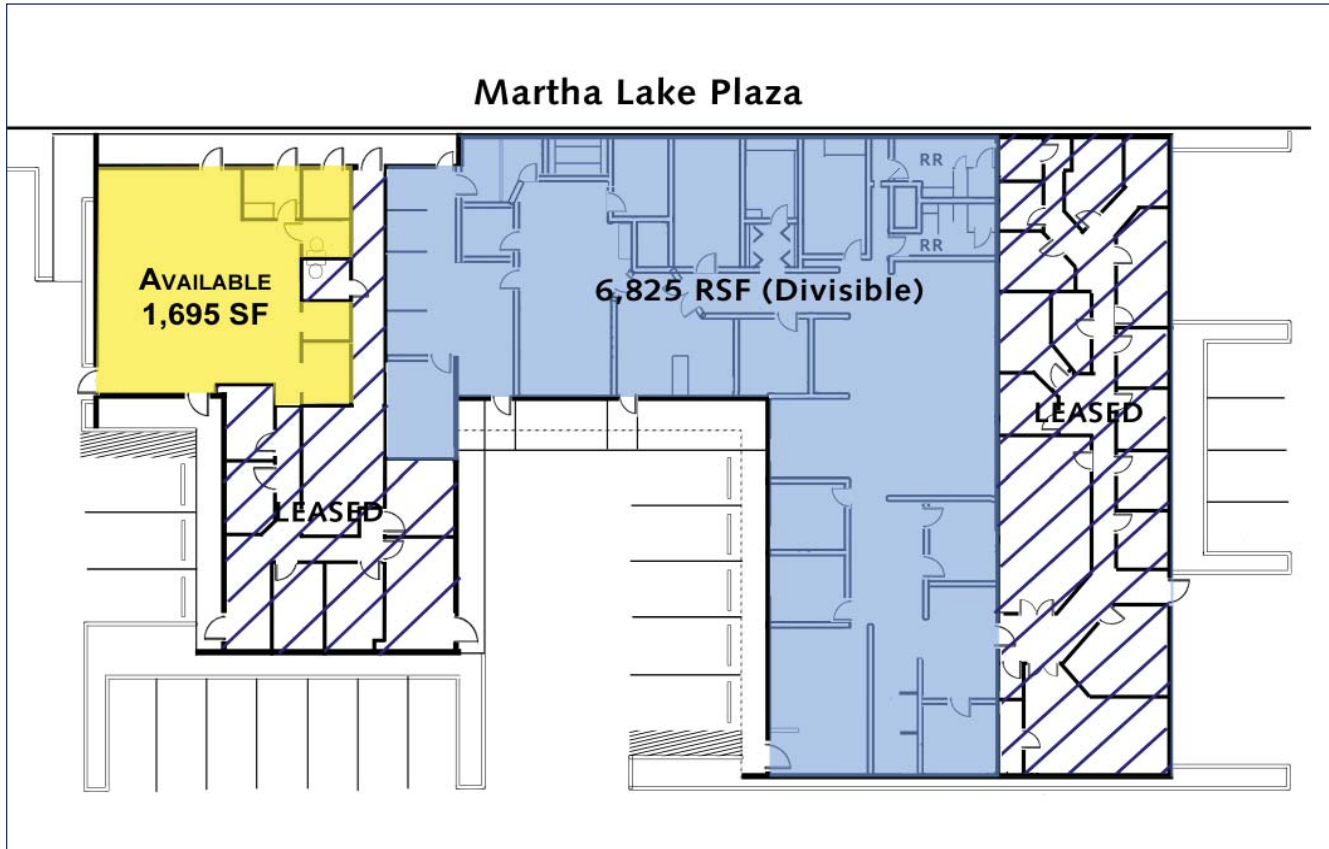 Martha Lake Plaza
RR
RR
AVAILABLE
1,695 SF
6,825 RSF (Divisible)
LEASED
LEASED